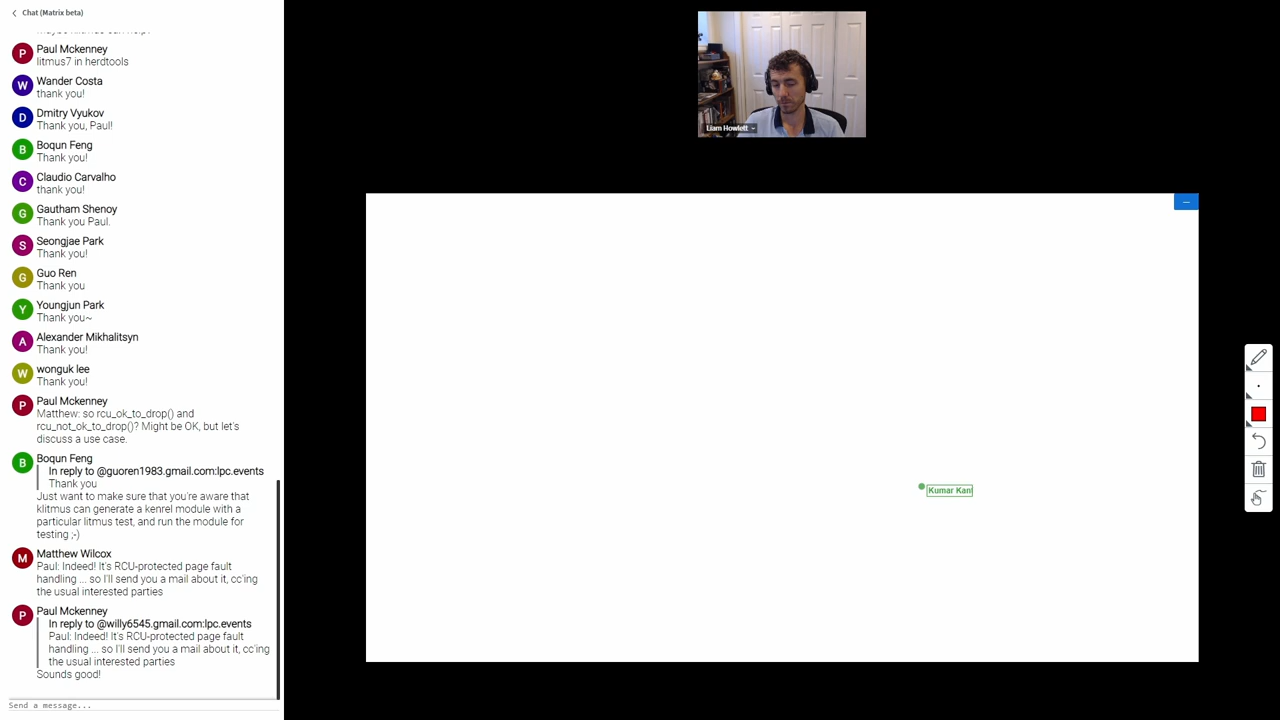 Chat (Matrix beta)
Paul Mckenney
litmus7 in herdtools
Wander Costa
thank you!
Dmitry Vyukov
Thank you, Paul!
Boqun Feng
Thank you!
Claudio Carvalho
thank you!
Gautham Shenoy
Thank you Paul.
Seongjae Park
Thank you!
Guo Ren
Thank you
Youngjun Park
Thank you~
Alexander Mikhalitsyn
Thank you!
wonguk lee
Thank you!
Paul Mckenney
Matthew: so rcu_ok_to_drop() and
rcu_not_ok_to_drop()? Might be OK, but let's
discuss a use case.
Boqun Feng
In reply to @guoren1983.gmail.com:lpc.events
Thank you
Just want to make sure that you're aware that
klitmus can generate a kenrel module with a
particular litmus test, and run the module for
testing ;-)
Matthew Wilcox
Paul: Indeed! It's RCU-protected page fault
handling ... so I'll send you a mail about it, cc'ing
the usual interested parties
Paul Mckenney
In reply to @willy6545.gmail.com:lpc.events
Paul: Indeed! It's RCU-protected page fault
handling ... so I'll send you a mail about it, cc'ing
the usual interested parties
Sounds good!
Send a message...
Liam Howlett
Kumar Kant
P
W
D
B
C
G
S
G
Y
A
W
P
B
M
P